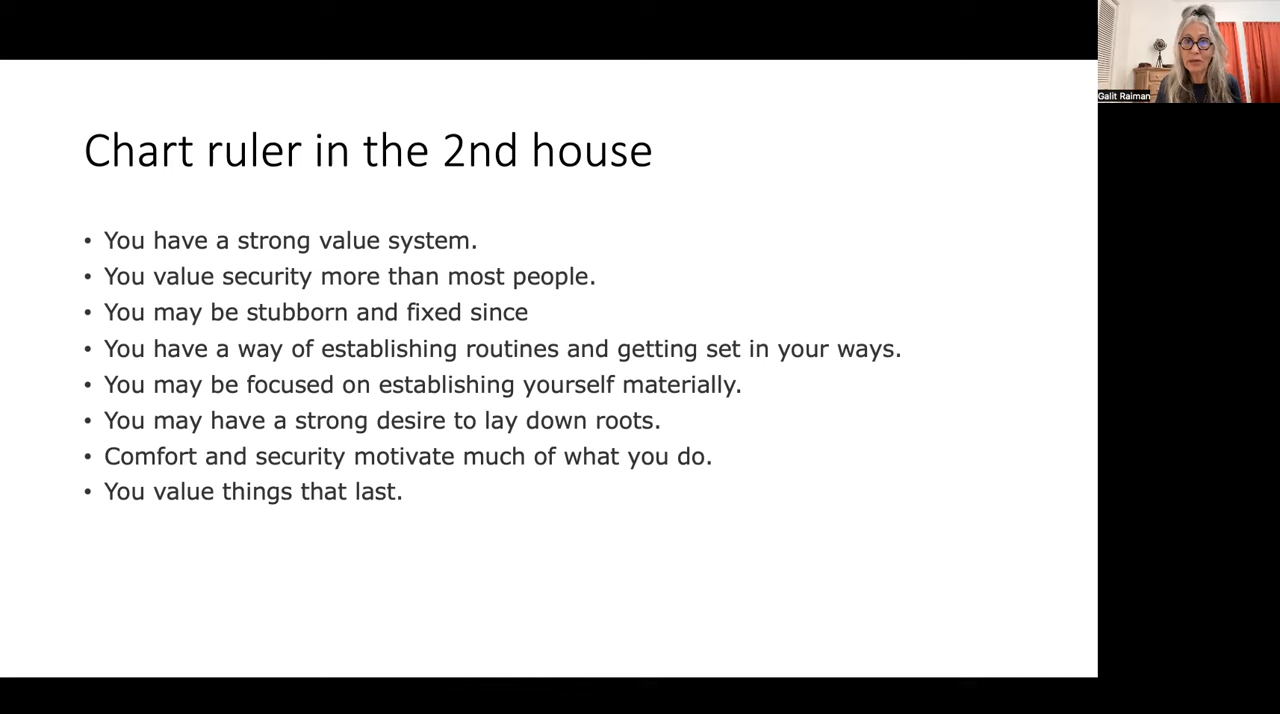 Chart ruler in the 2nd house
• You have a strong value system.
• You value security more than most people.
• You may be stubborn and fixed since
• You have a way of establishing routines and getting set in your ways.
• You may be focused on establishing yourself materially.
• You may have a strong desire to lay down roots.
• Comfort and security motivate much of what you do.
• You value things that last.
Galit Raiman